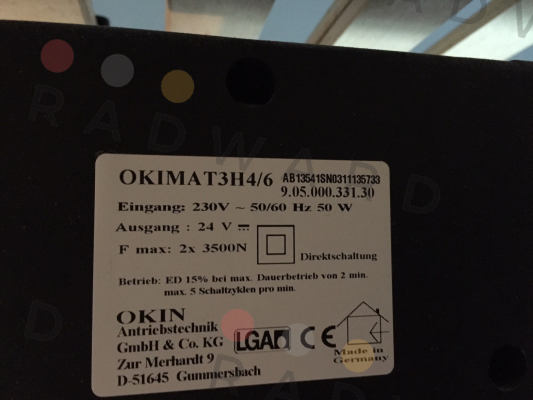 RADWARD
OKIMAT3H4/6 AB13541SN0311135733
9.05.000.331.30
Eingang: 230V ~ 50/60 Hz 50 W
Ausgang : 24 V ⎓
F max: 2x 3500N
Direktschaltung
Betrieb: ED 15% bei max. Dauerbetrieb von 2 min.
max. 5 Schaltzyklen pro min.
OKIN
Antriebstechnik
GmbH & Co. KG
Zur Merhardt 9
D-51645 Gummersbach
LGA CE
Made in
Germany